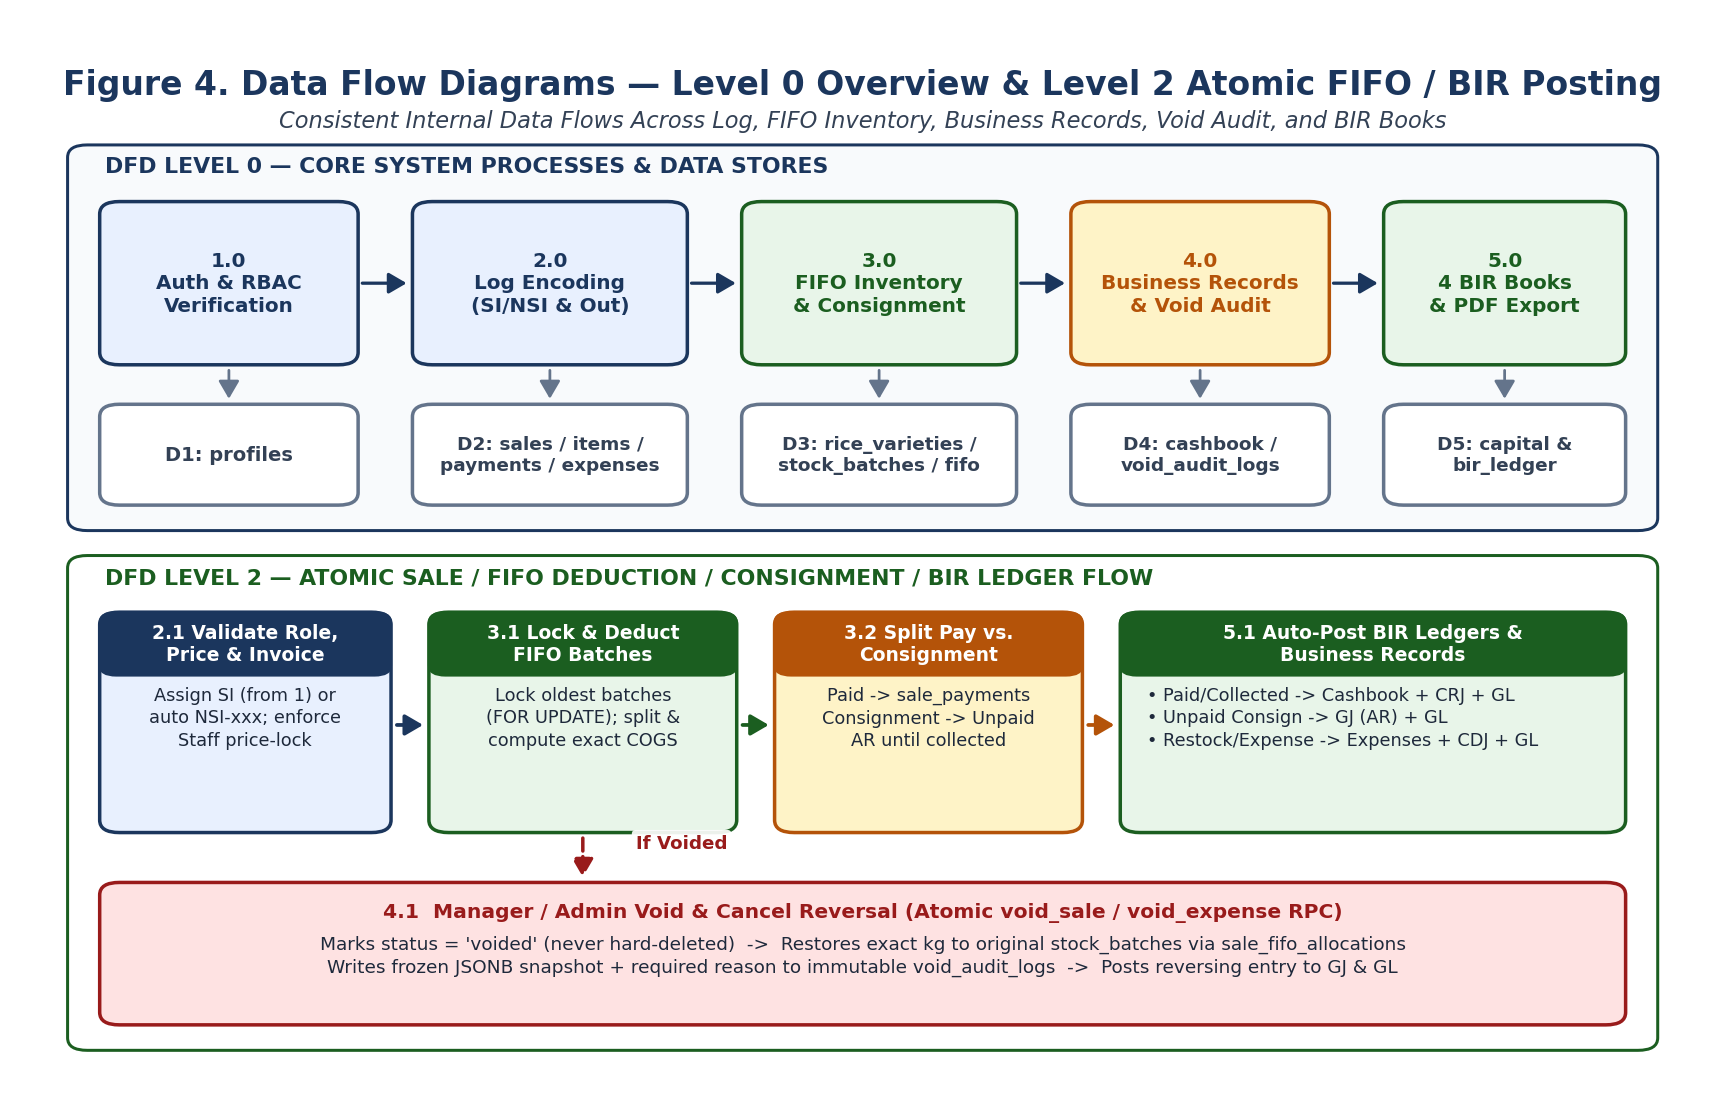 Figure 4. Data Flow Diagrams — Level 0 Overview & Level 2 Atomic FIFO / BIR Posting
Consistent Internal Data Flows Across Log, FIFO Inventory, Business Records, Void Audit, and BIR Books
DFD LEVEL 0 — CORE SYSTEM PROCESSES & DATA STORES
1.0
Auth & RBAC
Verification
2.0
Log Encoding
(SI/NSI & Out)
3.0
FIFO Inventory
& Consignment
4.0
Business Records
& Void Audit
5.0
4 BIR Books
& PDF Export
D1: profiles
D2: sales / items /
payments / expenses
D3: rice_varieties /
stock_batches / fifo
D4: cashbook /
void_audit_logs
D5: capital &
bir_ledger
DFD LEVEL 2 — ATOMIC SALE / FIFO DEDUCTION / CONSIGNMENT / BIR LEDGER FLOW
2.1 Validate Role,
Price & Invoice
Assign SI (from 1) or
auto NSI-xxx; enforce
Staff price-lock
3.1 Lock & Deduct
FIFO Batches
Lock oldest batches
(FOR UPDATE); split &
compute exact COGS
3.2 Split Pay vs.
Consignment
Paid -> sale_payments
Consignment -> Unpaid
AR until collected
5.1 Auto-Post BIR Ledgers &
Business Records
• Paid/Collected -> Cashbook + CRJ + GL
• Unpaid Consign -> GJ (AR) + GL
• Restock/Expense -> Expenses + CDJ + GL
If Voided
4.1  Manager / Admin Void & Cancel Reversal (Atomic void_sale / void_expense RPC)
Marks status = 'voided' (never hard-deleted)  ->  Restores exact kg to original stock_batches via sale_fifo_allocations
Writes frozen JSONB snapshot + required reason to immutable void_audit_logs  ->  Posts reversing entry to GJ & GL